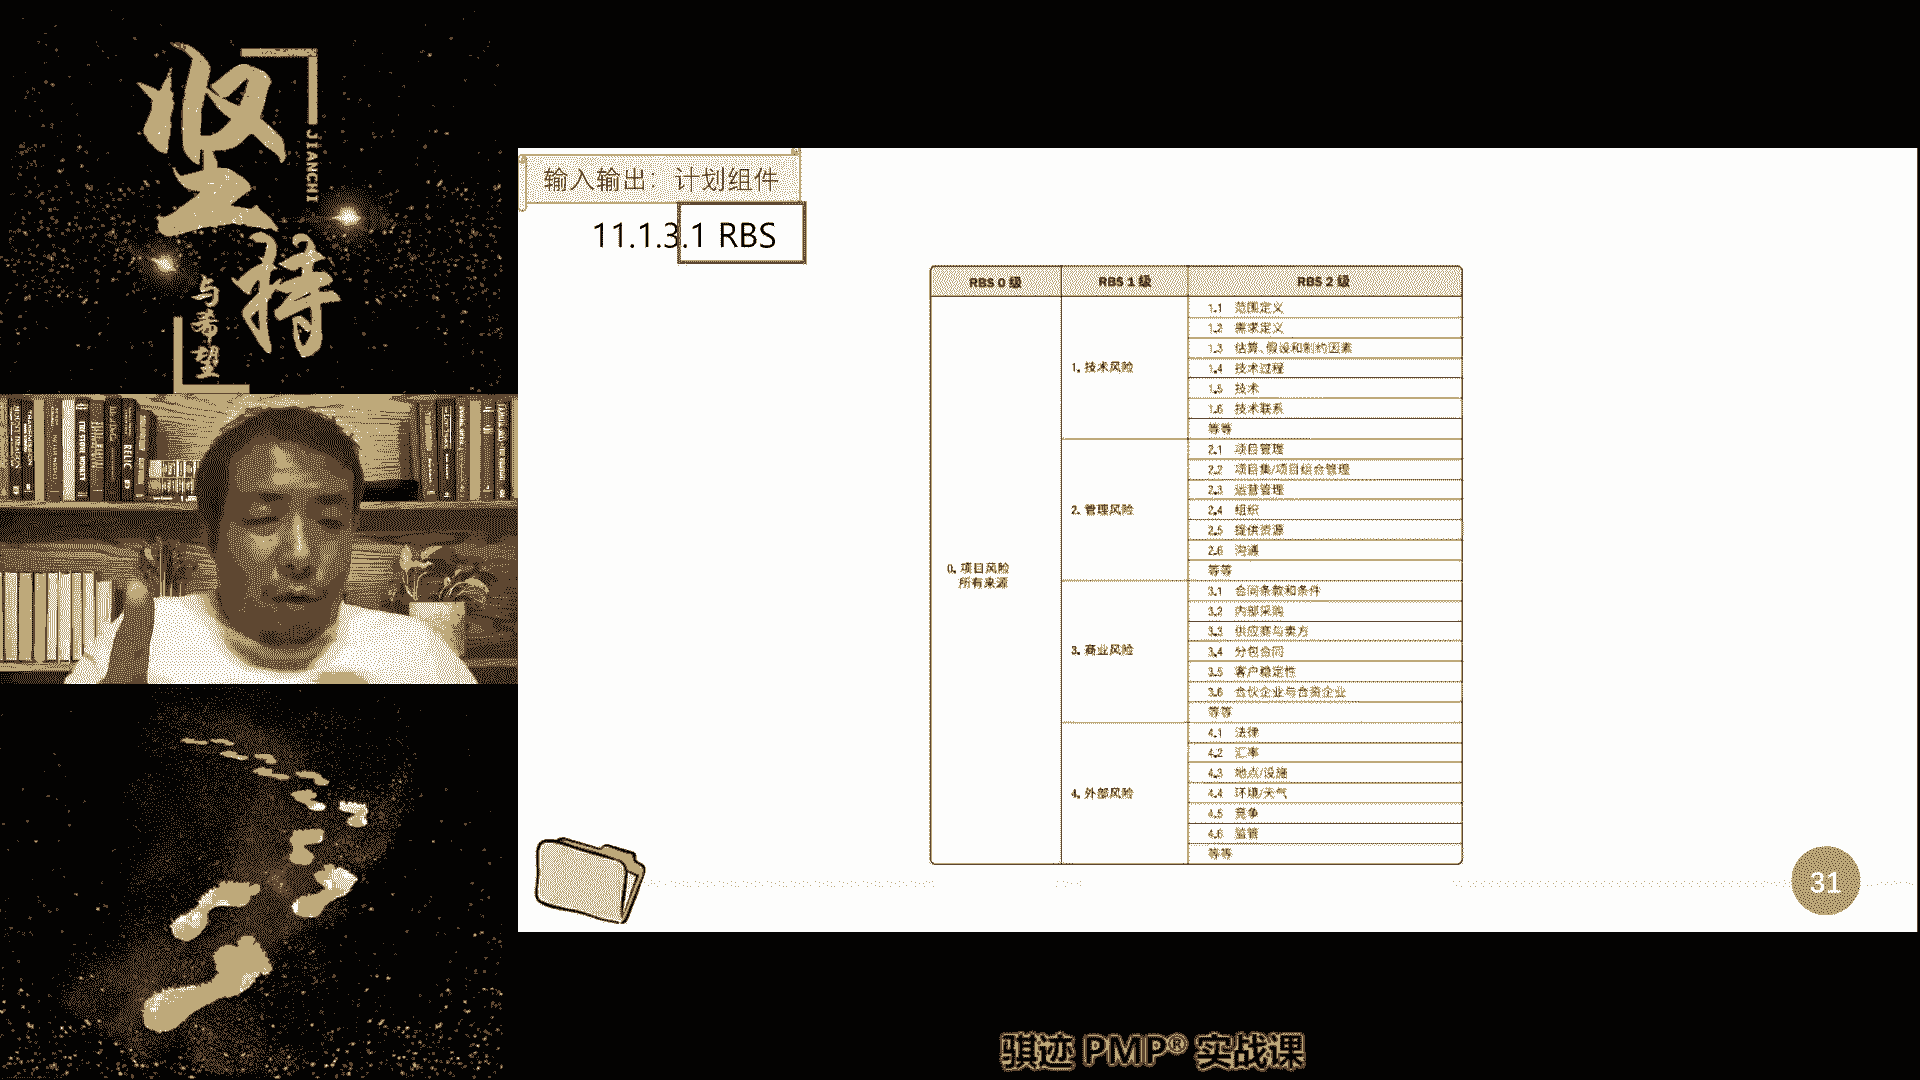 坚持
JIANCHI
与希望
输入输出：计划组件
11.1.3.1 RBS
RBS 0 级
RBS 1 级
RBS 2 级
0. 项目风险
所有来源
1. 技术风险
1.1 范围定义
1.2 需求定义
1.3 估算、假设和制约因素
1.4 技术过程
1.5 技术
1.6 技术联系
等等
2. 管理风险
2.1 项目管理
2.2 项目集/项目组合管理
2.3 运营管理
2.4 组织
2.5 提供资源
2.6 沟通
等等
3. 商业风险
3.1 合同条款和条件
3.2 内部采购
3.3 供应商与卖方
3.4 分包合同
3.5 客户稳定性
3.6 合伙企业与合资企业
等等
4. 外部风险
4.1 法律
4.2 汇率
4.3 地点/设施
4.4 环境/天气
4.5 竞争
4.6 监管
等等
31
骐迹 PMP® 实战课